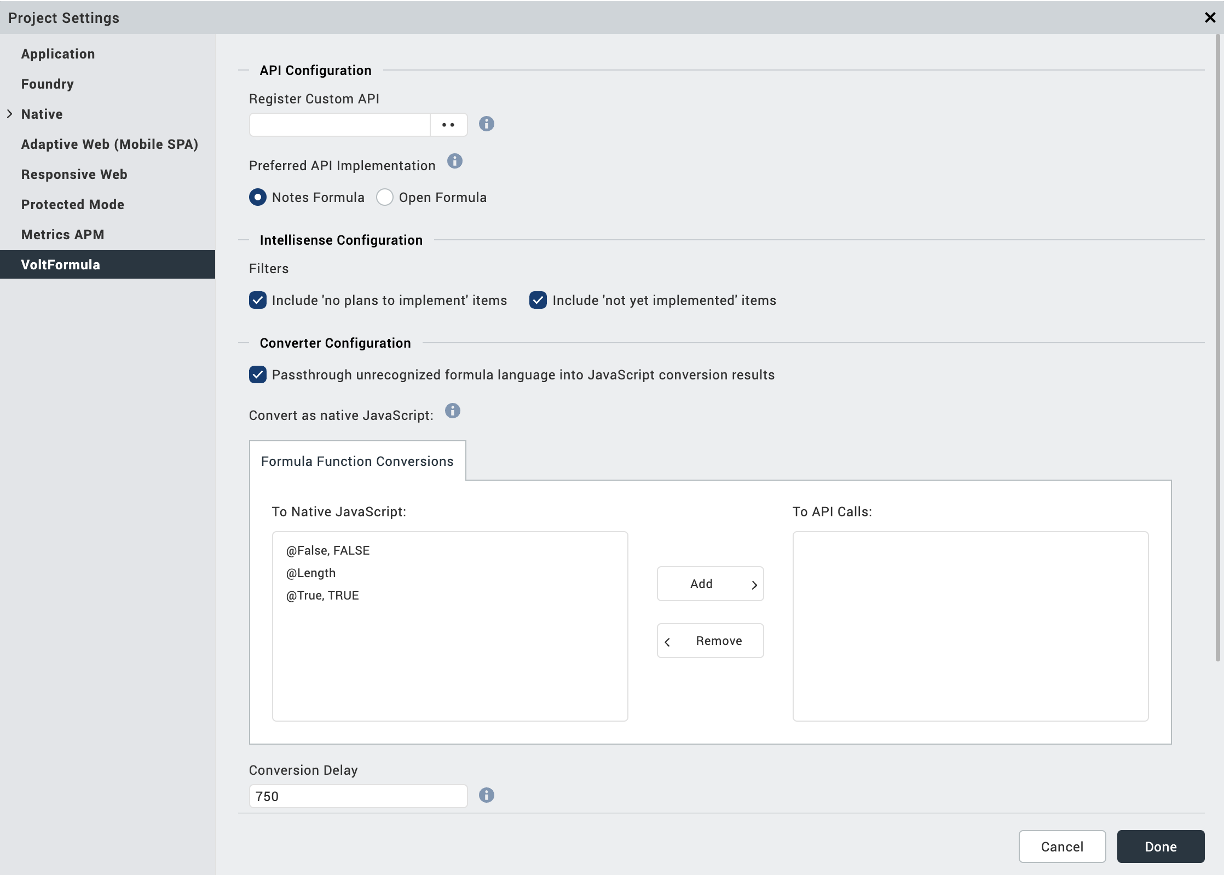 Project Settings
Application
Foundry
Native
Adaptive Web (Mobile SPA)
Responsive Web
Protected Mode
Metrics APM
VoltFormula
API Configuration
Register Custom API
Preferred API Implementation
Notes Formula Open Formula
Intellisense Configuration
Filters
Include 'no plans to implement' items Include 'not yet implemented' items
Converter Configuration
Passthrough unrecognized formula language into JavaScript conversion results
Convert as native JavaScript:
Formula Function Conversions
To Native JavaScript: To API Calls:
@False, FALSE
@Length
@True, TRUE
Add
Remove
Conversion Delay
750
Cancel Done